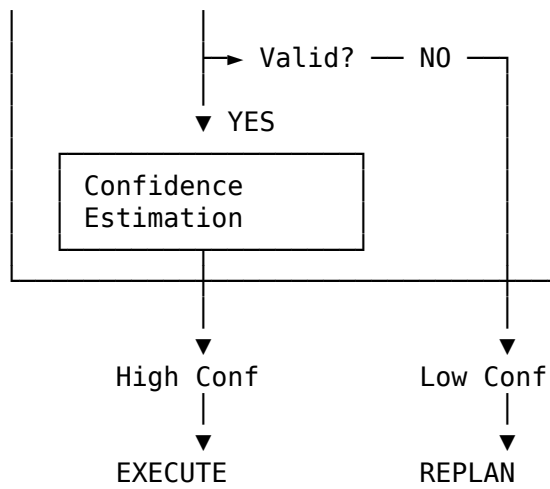 Valid? NO
YES
Confidence
Estimation
High Conf Low Conf
EXECUTE REPLAN